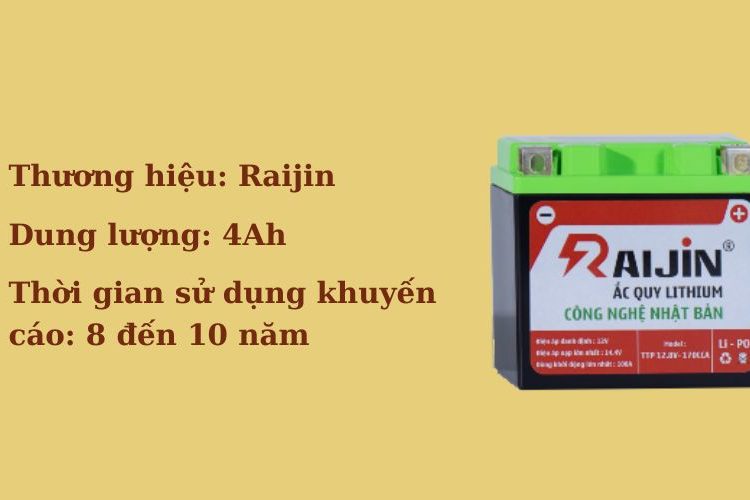 Thương hiệu: Raijin
Dung lượng: 4Ah
Thời gian sử dụng khuyến
cáo: 8 đến 10 năm
RAIJIN®
ẮC QUY LITHIUM
CÔNG NGHỆ NHẬT BẢN
Điện áp danh định : 12V
Điện áp nạp lớn nhất : 14.4V
Dòng khởi động lớn nhất : 100A
Model :
TTP 12.8V- 170CCA
LI - PO